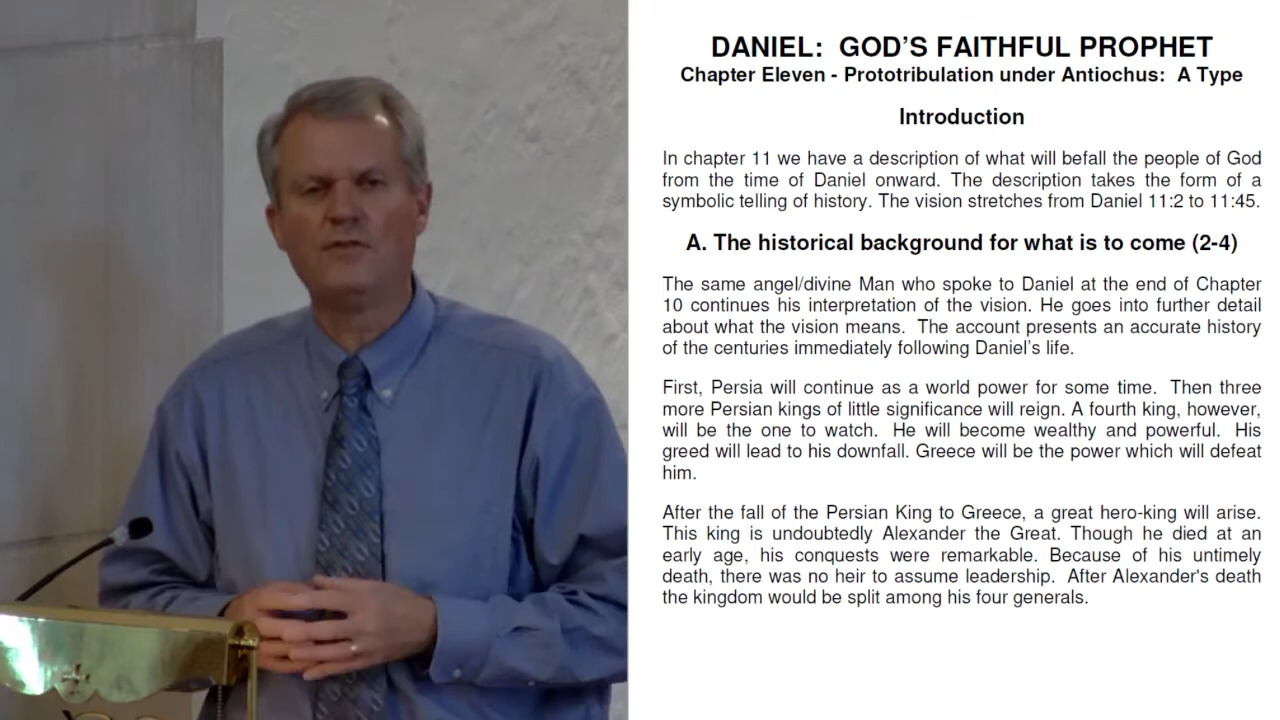 DANIEL: GOD'S FAITHFUL PROPHET
Chapter Eleven - Prototribulation under Antiochus: A Type
Introduction
In chapter 11 we have a description of what will befall the people of God
from the time of Daniel onward. The description takes the form of a
symbolic telling of history. The vision stretches from Daniel 11:2 to 11:45.
A. The historical background for what is to come (2-4)
The same angel/divine Man who spoke to Daniel at the end of Chapter
10 continues his interpretation of the vision. He goes into further detail
about what the vision means. The account presents an accurate history
of the centuries immediately following Daniel's life.
First, Persia will continue as a world power for some time. Then three
more Persian kings of little significance will reign. A fourth king, however,
will be the one to watch. He will become wealthy and powerful. His
greed will lead to his downfall. Greece will be the power which will defeat
him.
After the fall of the Persian King to Greece, a great hero-king will arise.
This king is undoubtedly Alexander the Great. Though he died at an
early age, his conquests were remarkable. Because of his untimely
death, there was no heir to assume leadership. After Alexander's death
the kingdom would be split among his four generals.